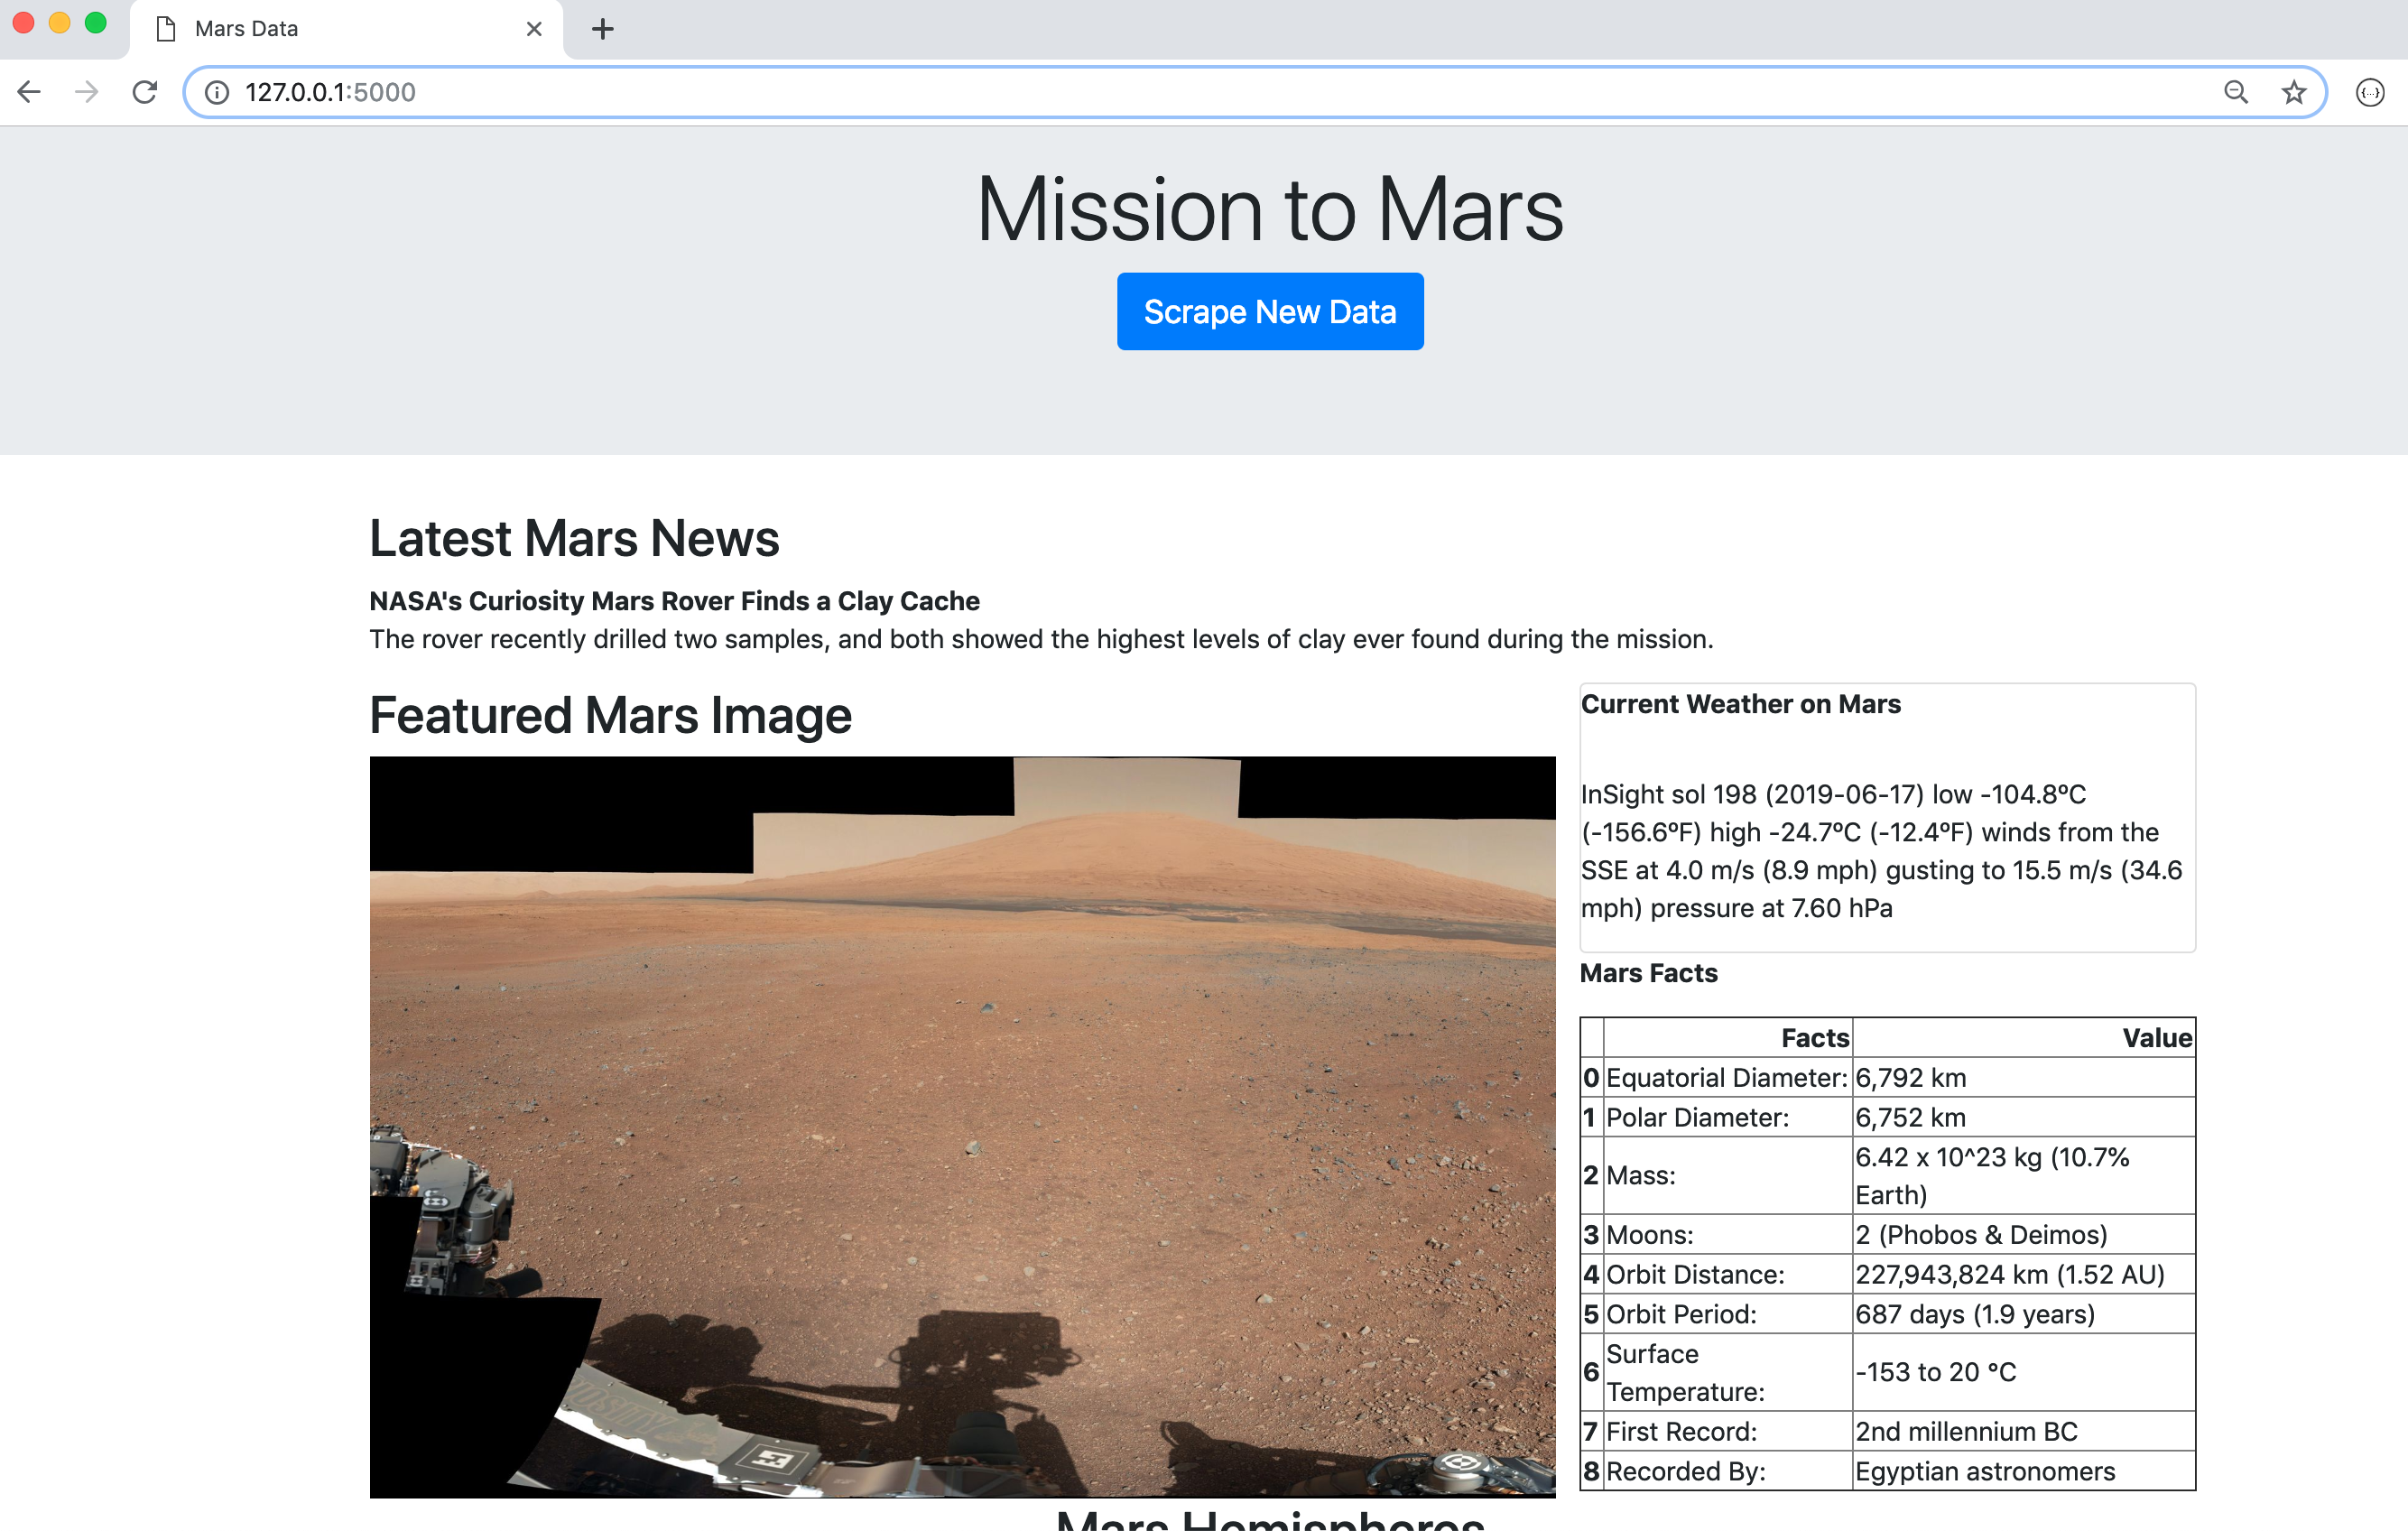 Mars Data
127.0.0.1:5000
Mission to Mars
Scrape New Data
Latest Mars News
NASA's Curiosity Mars Rover Finds a Clay Cache
The rover recently drilled two samples, and both showed the highest levels of clay ever found during the mission.
Featured Mars Image
Current Weather on Mars
InSight sol 198 (2019-06-17) low -104.8ºC
(-156.6ºF) high -24.7ºC (-12.4ºF) winds from the
SSE at 4.0 m/s (8.9 mph) gusting to 15.5 m/s (34.6
mph) pressure at 7.60 hPa
Mars Facts
Facts Value
0 Equatorial Diameter: 6,792 km
1 Polar Diameter: 6,752 km
2 Mass: 6.42 x 10^23 kg (10.7%
Earth)
3 Moons: 2 (Phobos & Deimos)
4 Orbit Distance: 227,943,824 km (1.52 AU)
5 Orbit Period: 687 days (1.9 years)
6 Surface
Temperature: -153 to 20 °C
7 First Record: 2nd millennium BC
8 Recorded By: Egyptian astronomers
Mars Hemispheres